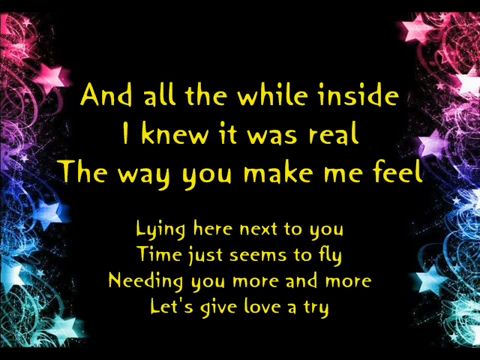 And all the while inside
I knew it was real
The way you make me feel
Lying here next to you
Time just seems to fly
Needing you more and more
Let's give love a try